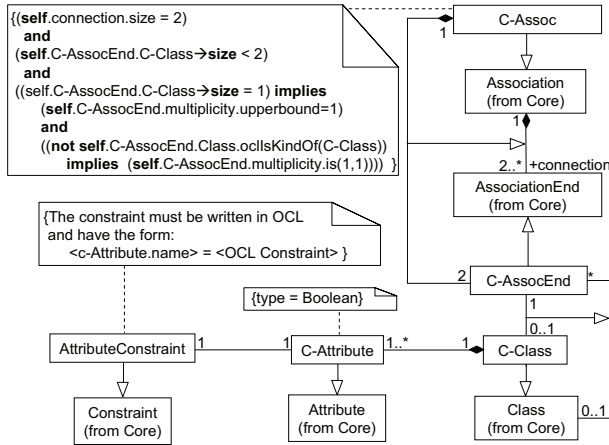 {(self.connection.size = 2)
and
(self.C-AssocEnd.C-Class→size < 2)
and
((self.C-AssocEnd.C-Class→size = 1) implies
(self.C-AssocEnd.multiplicity.upperbound=1)
and
((not self.C-AssocEnd.Class.oclIsKindOf(C-Class))
implies (self.C-AssocEnd.multiplicity.is(1,1)))) }
C-Assoc
1
Association
(from Core)
1
2..* +connection
AssociationEnd
(from Core)
{The constraint must be written in OCL
and have the form:
<c-Attribute.name> = <OCL Constraint> }
2
C-AssocEnd
*
{type = Boolean}
1
0..1
AttributeConstraint
1
1
C-Attribute
1..*
1
C-Class
Constraint
(from Core)
Attribute
(from Core)
Class
(from Core)
0..1